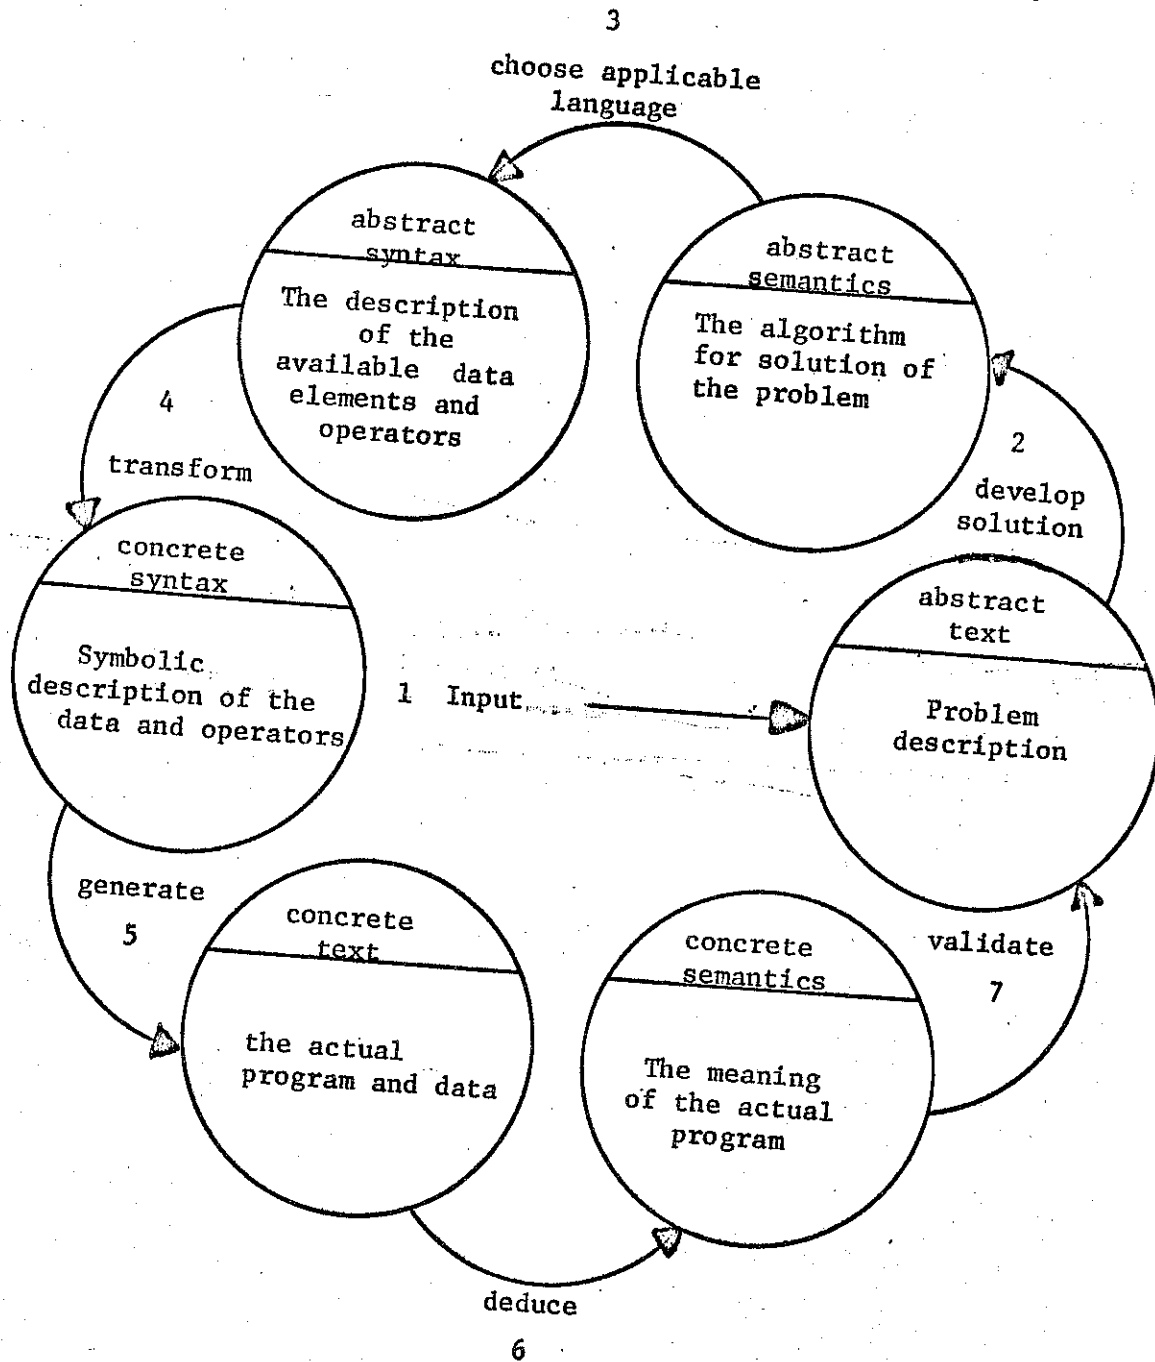 3
choose applicable
language
abstract
syntax
The description
of the
available data
elements and
operators
abstract
semantics
The algorithm
for solution of
the problem
2
develop
solution
4
transform
concrete
syntax
Symbolic
description of the
data and operators
1 Input
abstract
text
Problem
description
generate
5
concrete
text
the actual
program and data
concrete
semantics
The meaning
of the actual
program
validate
7
deduce
6